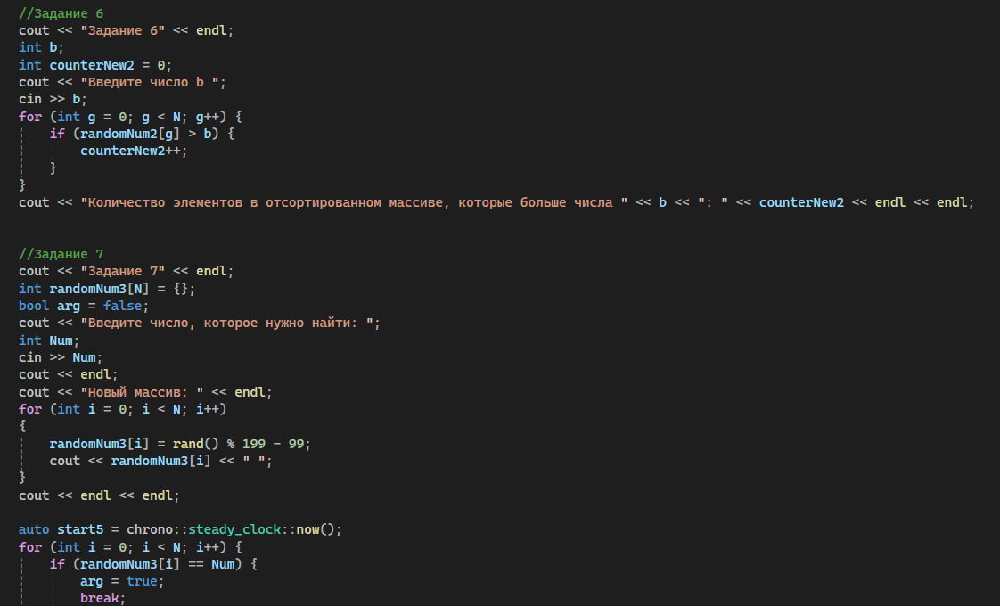 //Задание 6
cout << "Задание 6" << endl;
int b;
int counterNew2 = 0;
cout << "Введите число b ";
cin >> b;
for (int g = 0; g < N; g++) {
    if (randomNum2[g] > b) {
        counterNew2++;
    }
}
cout << "Количество элементов в отсортированном массиве, которые больше числа " << b << ": " << counterNew2 << endl << endl;


//Задание 7
cout << "Задание 7" << endl;
int randomNum3[N] = {};
bool arg = false;
cout << "Введите число, которое нужно найти: ";
int Num;
cin >> Num;
cout << endl;
cout << "Новый массив: " << endl;
for (int i = 0; i < N; i++)
{
    randomNum3[i] = rand() % 199 - 99;
    cout << randomNum3[i] << " ";
}
cout << endl << endl;

auto start5 = chrono::steady_clock::now();
for (int i = 0; i < N; i++) {
    if (randomNum3[i] == Num) {
        arg = true;
        break;